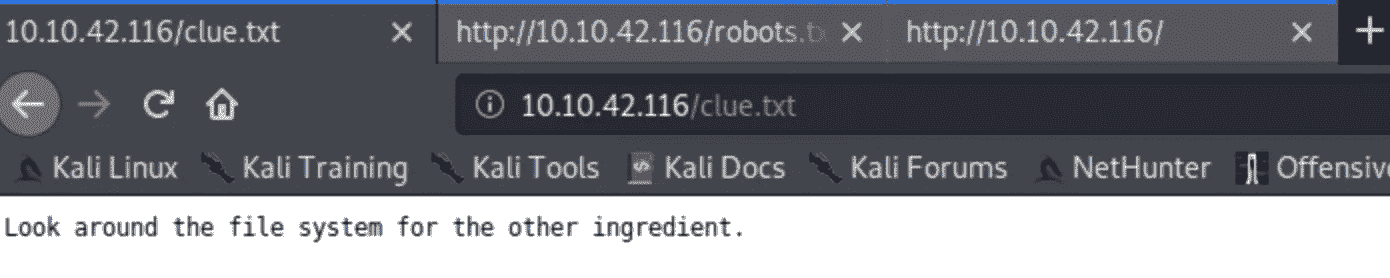 10.10.42.116/clue.txt http://10.10.42.116/robots.t http://10.10.42.116/
10.10.42.116/clue.txt
Kali Linux Kali Training Kali Tools Kali Docs Kali Forums NetHunter Offensive
Look around the file system for the other ingredient.